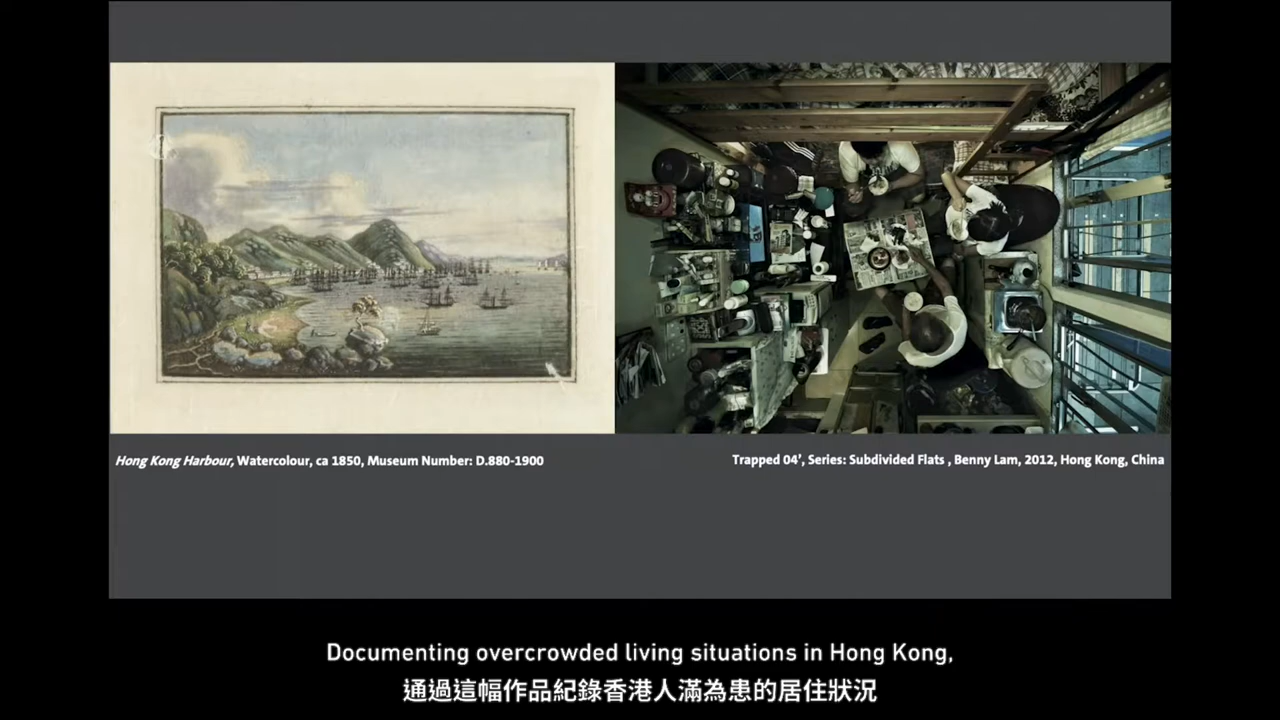 Hong Kong Harbour, Watercolour, ca 1850, Museum Number: D.880-1900
Trapped 04’, Series: Subdivided Flats , Benny Lam, 2012, Hong Kong, China
Documenting overcrowded living situations in Hong Kong,
通過這幅作品紀錄香港人滿為患的居住狀況